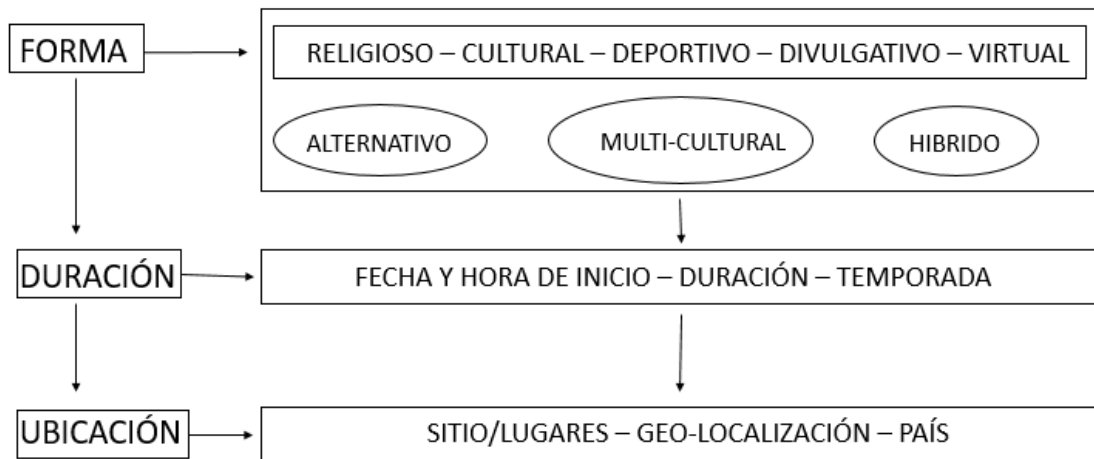 FORMA
RELIGIOSO – CULTURAL – DEPORTIVO – DIVULGATIVO – VIRTUAL
ALTERNATIVO
MULTI-CULTURAL
HIBRIDO
DURACIÓN
FECHA Y HORA DE INICIO – DURACIÓN – TEMPORADA
UBICACIÓN
SITIO/LUGARES – GEO-LOCALIZACIÓN – PAÍS